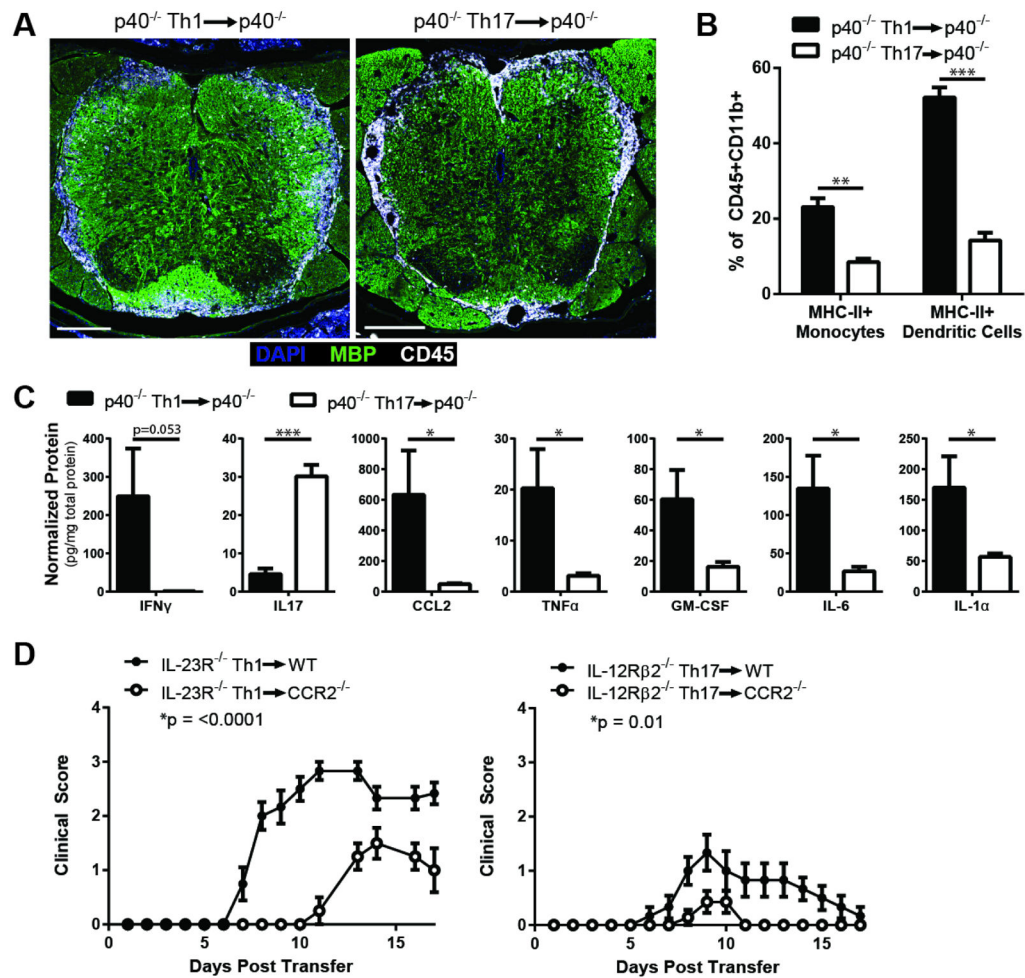 A
p40-/- Th1→p40-/-
p40-/- Th17→p40-/-
DAPI MBP CD45
B
p40-/- Th1→p40-/-
p40-/- Th17→p40-/-
% of CD45+CD11b+
60
40
20
0
**
***
MHC-II+
Monocytes
MHC-II+
Dendritic Cells
C
p40-/- Th1→p40-/-
p40-/- Th17→p40-/-
Normalized Protein
(pg/mg total protein)
p=0.053
400
300
200
100
0
IFNγ
***
40
30
20
10
0
IL17
*
1000
800
600
400
200
0
CCL2
*
30
20
10
0
TNFα
*
100
80
60
40
20
0
GM-CSF
*
200
150
100
50
0
IL-6
*
250
200
150
100
50
0
IL-1α
D
IL-23R-/- Th1→WT
IL-23R-/- Th1→CCR2-/-
*p = <0.0001
Clinical Score
4
3
2
1
0
0 5 10 15
Days Post Transfer
IL-12Rβ2-/- Th17→WT
IL-12Rβ2-/- Th17→CCR2-/-
*p = 0.01
Clinical Score
4
3
2
1
0
0 5 10 15
Days Post Transfer